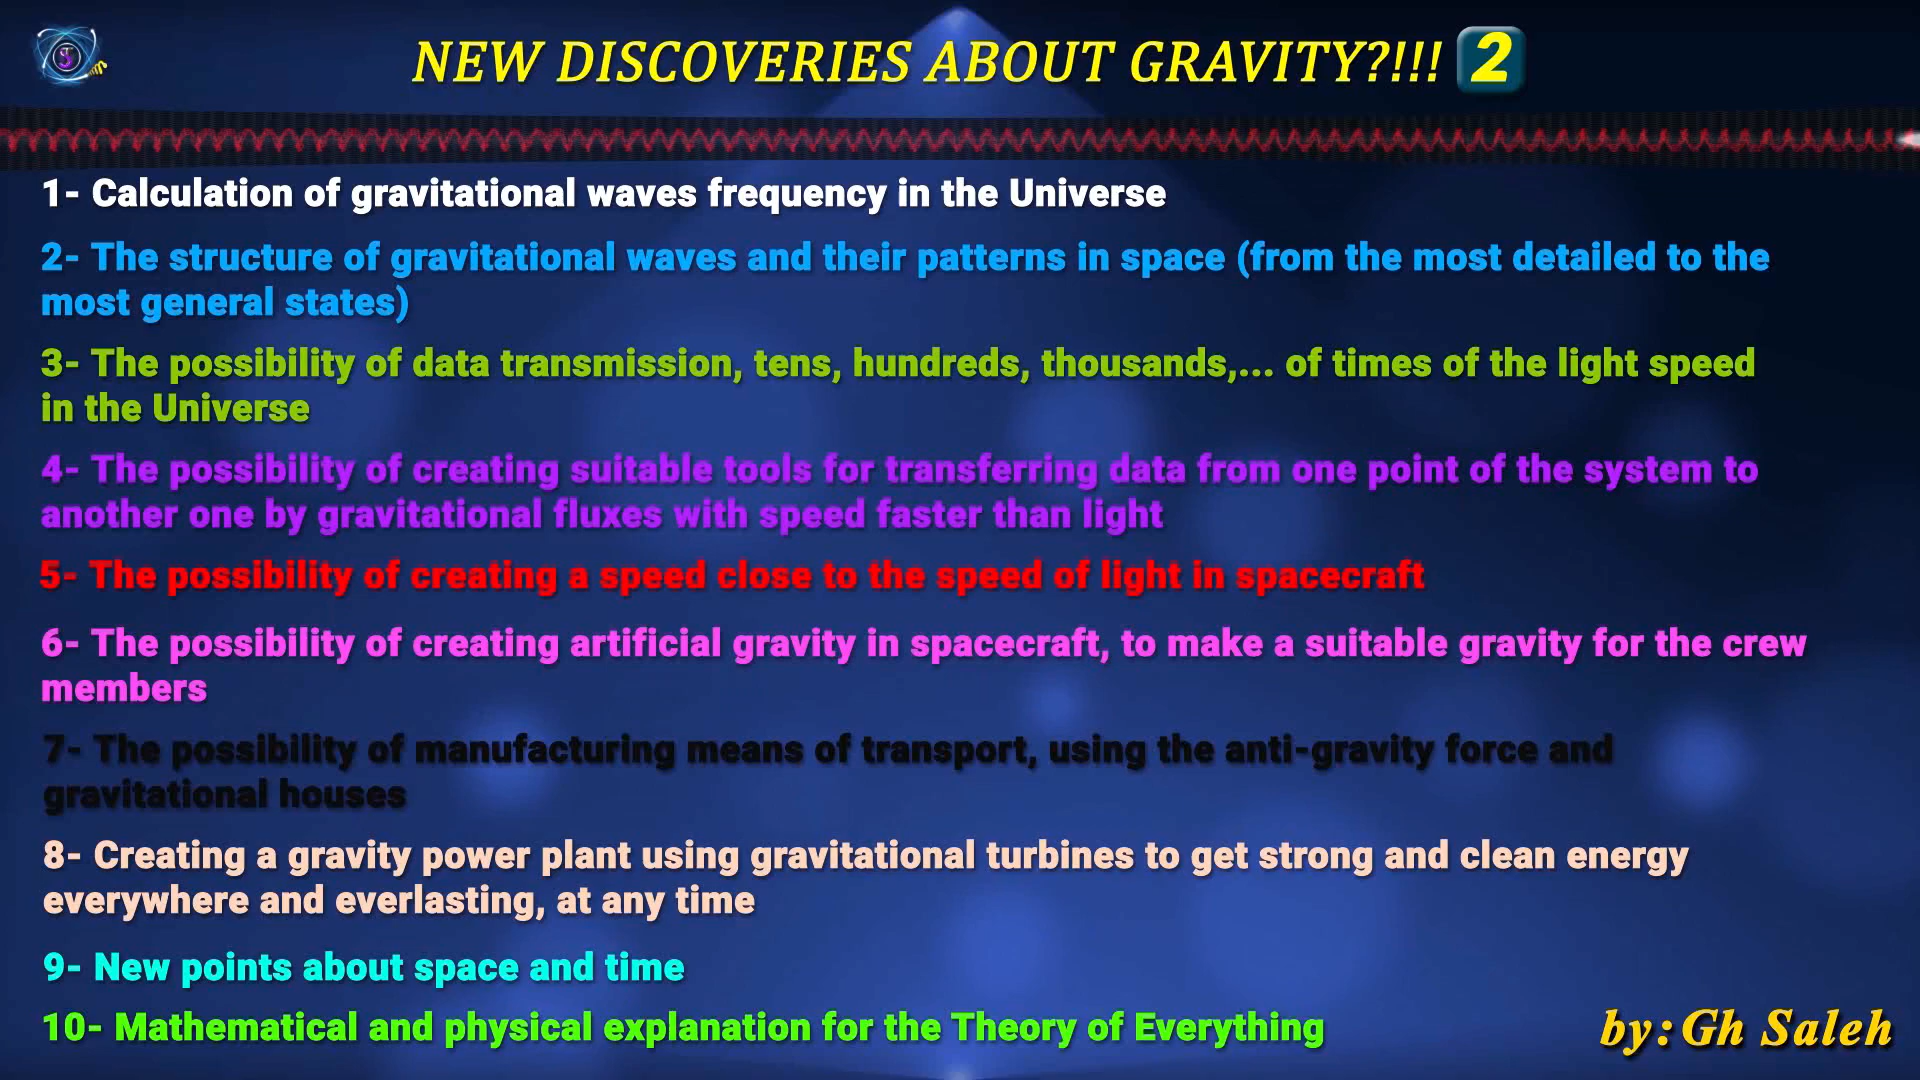 NEW DISCOVERIES ABOUT GRAVITY?!!! 2
1- Calculation of gravitational waves frequency in the Universe
2- The structure of gravitational waves and their patterns in space (from the most detailed to the
most general states)
3- The possibility of data transmission, tens, hundreds, thousands,... of times of the light speed
in the Universe
4- The possibility of creating suitable tools for transferring data from one point of the system to
another one by gravitational fluxes with speed faster than light
5- The possibility of creating a speed close to the speed of light in spacecraft
6- The possibility of creating artificial gravity in spacecraft, to make a suitable gravity for the crew
members
7- The possibility of manufacturing means of transport, using the anti-gravity force and
gravitational houses
8- Creating a gravity power plant using gravitational turbines to get strong and clean energy
everywhere and everlasting, at any time
9- New points about space and time
10- Mathematical and physical explanation for the Theory of Everything
by: Gh Saleh